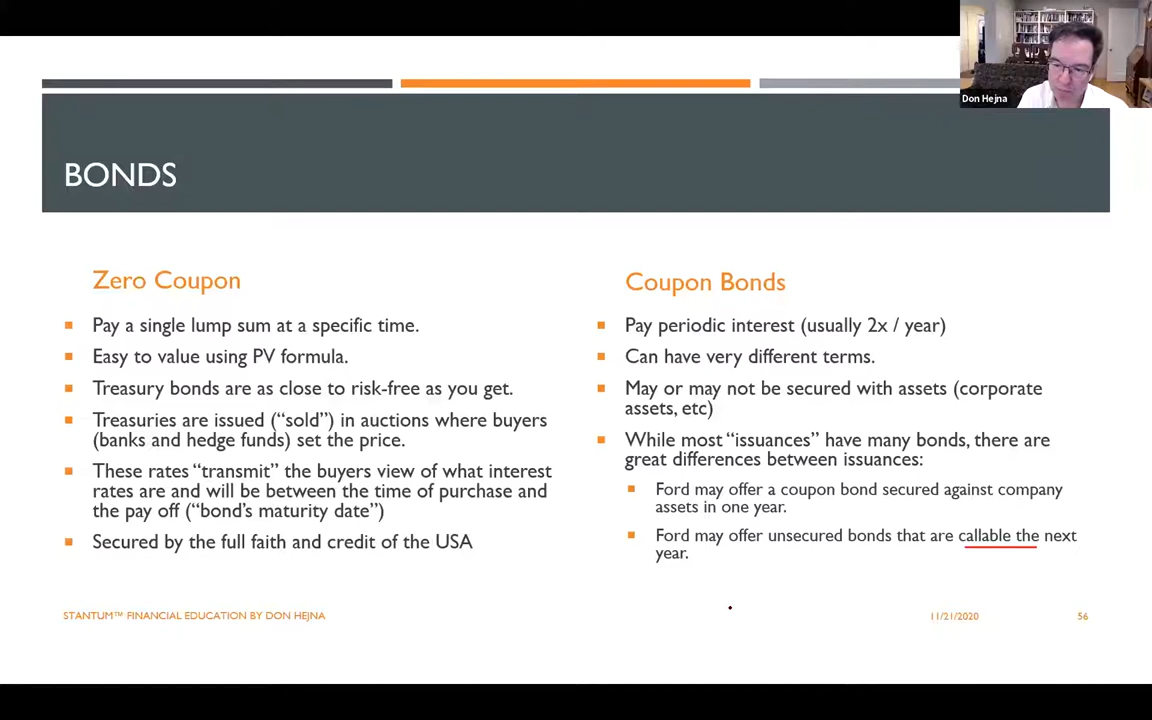 Don Hejna
BONDS
Zero Coupon
Pay a single lump sum at a specific time.
Easy to value using PV formula.
Treasury bonds are as close to risk-free as you get.
Treasuries are issued (“sold”) in auctions where buyers
(banks and hedge funds) set the price.
These rates “transmit” the buyers view of what interest
rates are and will be between the time of purchase and
the pay off (“bond’s maturity date”)
Secured by the full faith and credit of the USA
Coupon Bonds
Pay periodic interest (usually 2x / year)
Can have very different terms.
May or may not be secured with assets (corporate
assets, etc)
While most “issuances” have many bonds, there are
great differences between issuances:
Ford may offer a coupon bond secured against company
assets in one year.
Ford may offer unsecured bonds that are callable the next
year.
STANTUM™ FINANCIAL EDUCATION BY DON HEJNA
11/21/2020
56